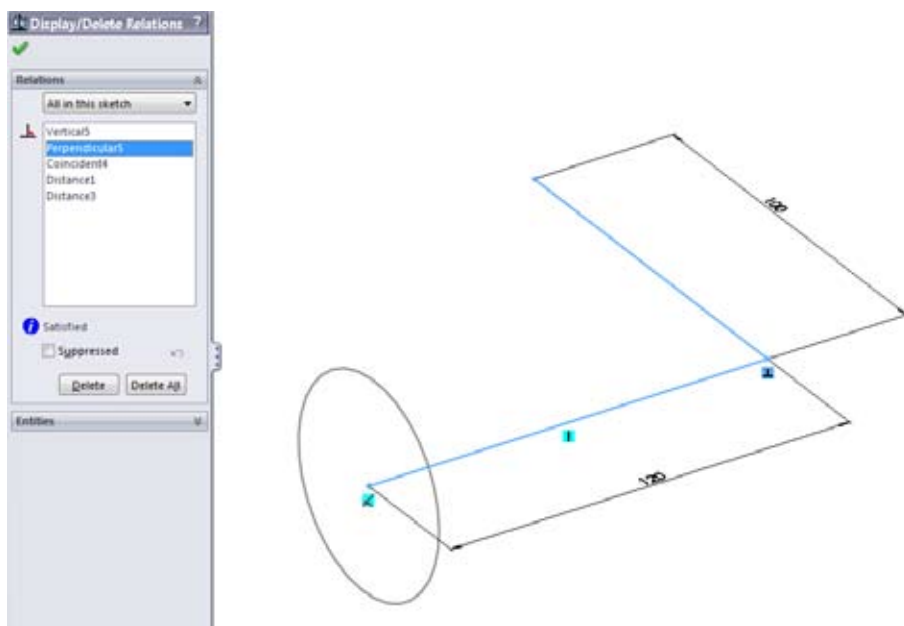 Display/Delete Relations ?
Relations
All in this sketch
Vertical5
Perpendicular5
Coincident4
Distance1
Distance3
Satisfied
Suppressed
Delete Delete All
Entities
100
120